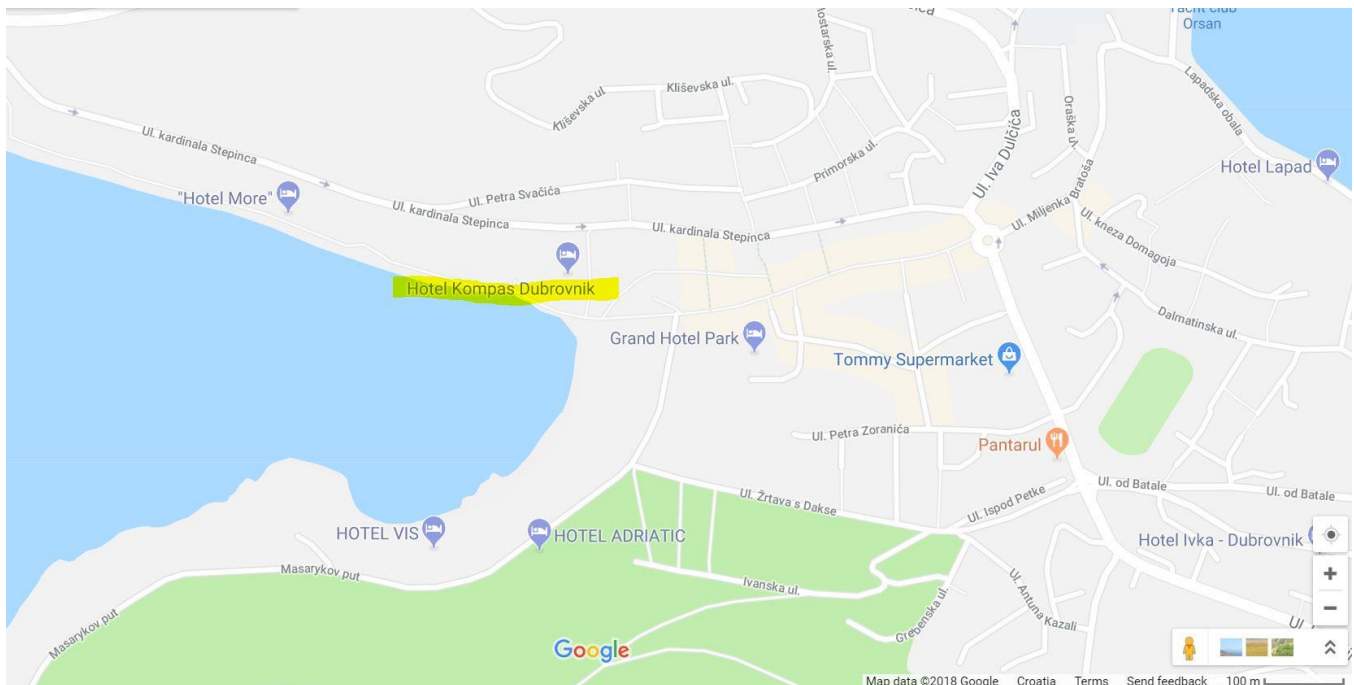 Yacht club
Orsan
Mostarska ul.
Kliševska ul.
Kliševska ul.
Lapadska obala
Oraška ul.
Ul. kardinala Stepinca
Primorska ul.
Ul. Iva Dulčića
Hotel Lapad
"Hotel More"
Ul. Petra Svačića
Ul. Miljenka Bratoša
Ul. kardinala Stepinca
Ul. kardinala Stepinca
Ul. kneza Domagoja
Hotel Kompas Dubrovnik
Dalmatinska ul.
Grand Hotel Park
Tommy Supermarket
Ul. Petra Zoranića
Pantarul
Ul. od Batale
Ul. od Batale
Ul. Žrtava s Dakse
Ul. Ispod Petke
HOTEL VIS
HOTEL ADRIATIC
Hotel Ivka - Dubrovnik
Masarykov put
Ivanska ul.
Ul. Antuna Kazali
Grebenska ul.
Masarykov put
Google
Map data ©2018 Google Croatia Terms Send feedback 100 m